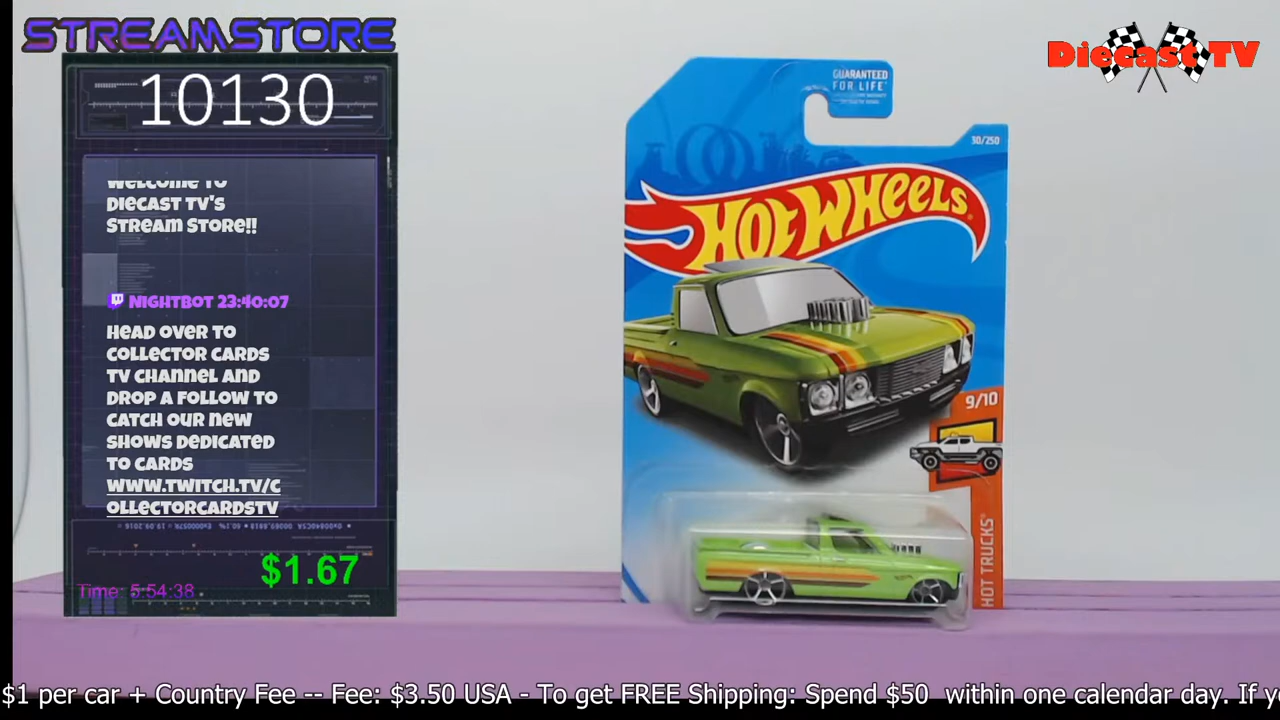 STREAMSTORE
10130
WELCOME TO
DIECAST TV'S
STREAM STORE!!
NIGHTBOT 23:40:07
HEAD OVER TO
COLLECTOR CARDS
TV CHANNEL AND
DROP A FOLLOW TO
CATCH OUR NEW
SHOWS DEDICATED
TO CARDS
WWW.TWITCH.TV/C
OLLECTORCARDSTV
$1.67
Time: 5:54:38
Diecast TV
GUARANTEED
FOR LIFE
30/250
HOT WHEELS
9/10
HOT TRUCKS
$1 per car + Country Fee -- Fee: $3.50 USA - To get FREE Shipping: Spend $50 within one calendar day. If